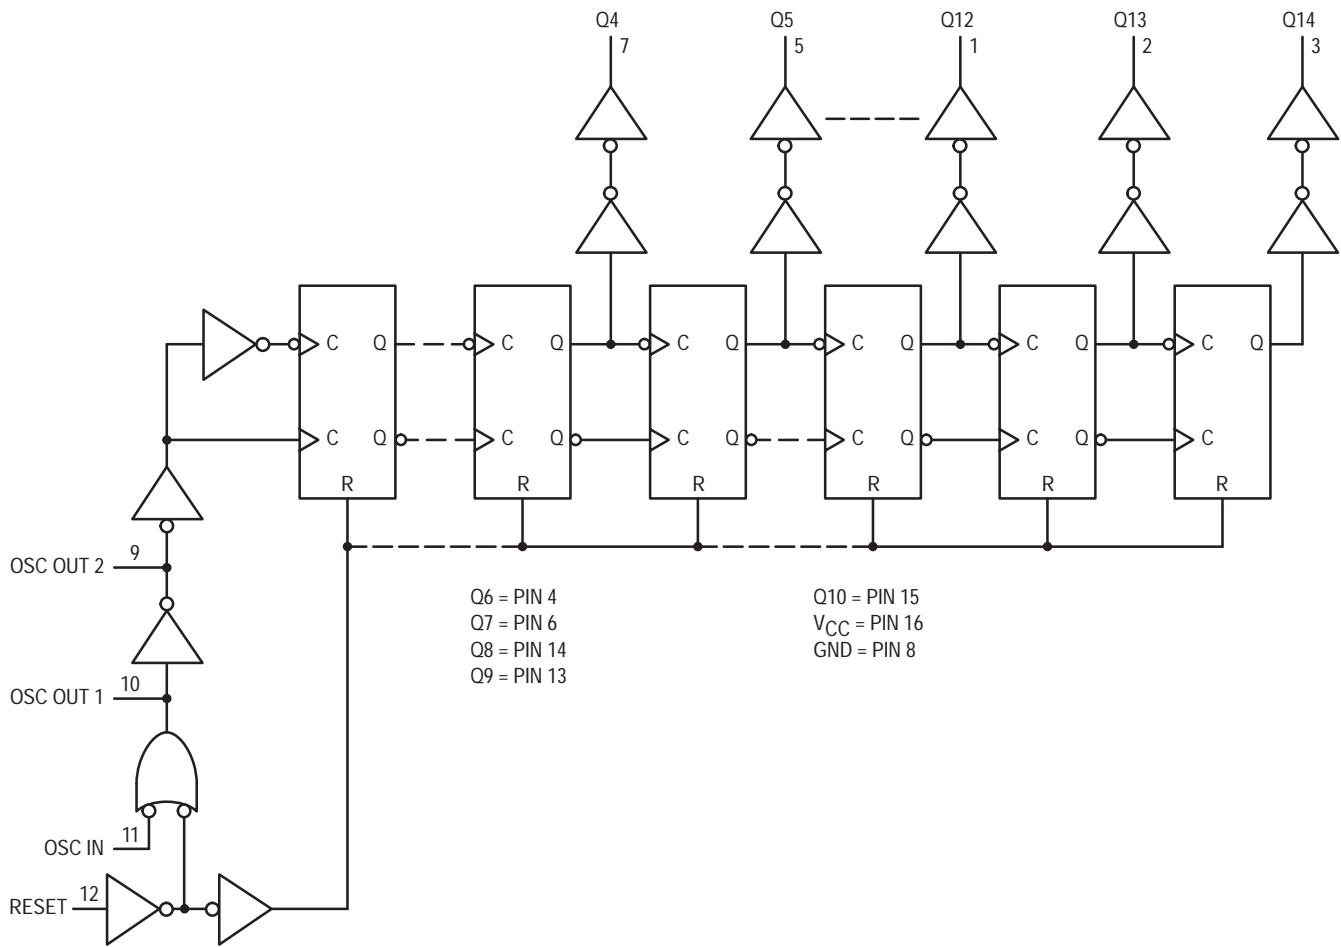 Q4 Q5 Q12 Q13 Q14
7 5 1 2 3
C Q C Q C Q C Q C Q C Q
C Q C Q C Q C Q C Q C
R R R R R R
OSC OUT 2 9
Q6 = PIN 4
Q7 = PIN 6
Q8 = PIN 14
Q9 = PIN 13
Q10 = PIN 15
VCC = PIN 16
GND = PIN 8
OSC OUT 1 10
OSC IN 11
RESET 12